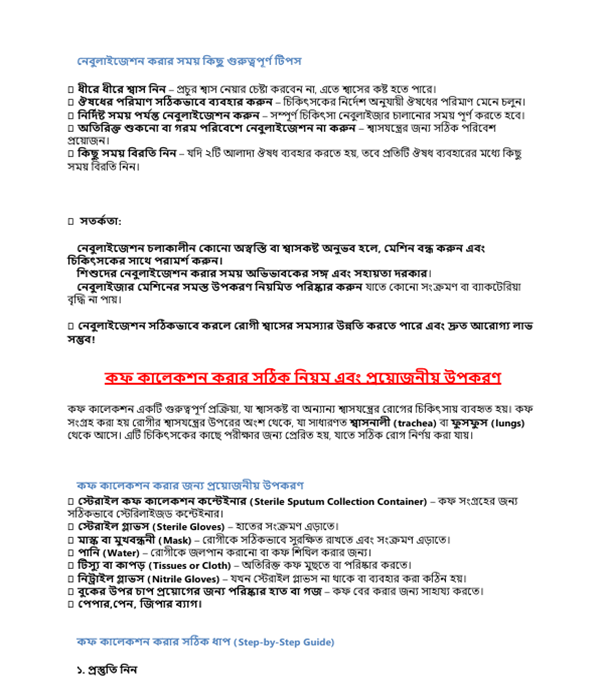 নেবুলাইজেশন করার সময় কিছু গুরুত্বপূর্ণ টিপস
▯ ধীরে ধীরে শ্বাস নিন – প্রচুর শ্বাস নেয়ার চেষ্টা করবেন না, এতে শ্বাসের কষ্ট হতে পারে।
▯ ঔষধের পরিমাণ সঠিকভাবে ব্যবহার করুন – চিকিৎসকের নির্দেশ অনুযায়ী ঔষধের পরিমাণ মেনে চলুন।
▯ নির্দিষ্ট সময় পর্যন্ত নেবুলাইজেশন করুন – সম্পূর্ণ চিকিৎসা নেবুলাইজার চালানোর সময় পূর্ণ করতে হবে।
▯ অতিরিক্ত শুকনো বা গরম পরিবেশে নেবুলাইজেশন না করুন – শ্বাসযন্ত্রের জন্য সঠিক পরিবেশ
প্রয়োজন।
▯ কিছু সময় বিরতি নিন – যদি ২টি আলাদা ঔষধ ব্যবহার করতে হয়, তবে প্রতিটি ঔষধ ব্যবহারের মধ্যে কিছু
সময় বিরতি নিন।
▯ সতর্কতা:
নেবুলাইজেশন চলাকালীন কোনো অস্বস্তি বা শ্বাসকষ্ট অনুভব হলে, মেশিন বন্ধ করুন এবং
চিকিৎসকের সাথে পরামর্শ করুন।
শিশুদের নেবুলাইজেশন করার সময় অভিভাবকের সঙ্গ এবং সহায়তা দরকার।
নেবুলাইজার মেশিনের সমস্ত উপকরণ নিয়মিত পরিষ্কার করুন যাতে কোনো সংক্রমণ বা ব্যাকটেরিয়া
বৃদ্ধি না পায়।
▯ নেবুলাইজেশন সঠিকভাবে করলে রোগী শ্বাসের সমস্যার উন্নতি করতে পারে এবং দ্রুত আরোগ্য লাভ
সম্ভব!
কফ কালেকশন করার সঠিক নিয়ম এবং প্রয়োজনীয় উপকরণ
কফ কালেকশন একটি গুরুত্বপূর্ণ প্রক্রিয়া, যা শ্বাসকষ্ট বা অন্যান্য শ্বাসযন্ত্রের রোগের চিকিৎসায় ব্যবহৃত হয়। কফ
সংগ্রহ করা হয় রোগীর শ্বাসযন্ত্রের উপরের অংশ থেকে, যা সাধারণত শ্বাসনালী (trachea) বা ফুসফুস (lungs)
থেকে আসে। এটি চিকিৎসকের কাছে পরীক্ষার জন্য প্রেরিত হয়, যাতে সঠিক রোগ নির্ণয় করা যায়।
কফ কালেকশন করার জন্য প্রয়োজনীয় উপকরণ
▯ স্টেরাইল কফ কালেকশন কন্টেইনার (Sterile Sputum Collection Container) – কফ সংগ্রহের জন্য
সঠিকভাবে স্টেরিলাইজড কন্টেইনার।
▯ স্টেরাইল গ্লাভস (Sterile Gloves) – হাতের সংক্রমণ এড়াতে।
▯ মাস্ক বা মুখবন্ধনী (Mask) – রোগীকে সঠিকভাবে সুরক্ষিত রাখতে এবং সংক্রমণ এড়াতে।
▯ পানি (Water) – রোগীকে জলপান করানো বা কফ শিথিল করার জন্য।
▯ টিস্যু বা কাপড় (Tissues or Cloth) – অতিরিক্ত কফ মুছতে বা পরিষ্কার করতে।
▯ নিট্রাইল গ্লাভস (Nitrile Gloves) – যখন স্টেরাইল গ্লাভস না থাকে বা ব্যবহার করা কঠিন হয়।
▯ বুকের উপর চাপ প্রয়োগের জন্য পরিষ্কার হাত বা গজ – কফ বের করার জন্য সাহায্য করতে।
▯ পেপার,পেন, জিপার ব্যাগ।
কফ কালেকশন করার সঠিক ধাপ (Step-by-Step Guide)
১. প্রস্তুতি নিন